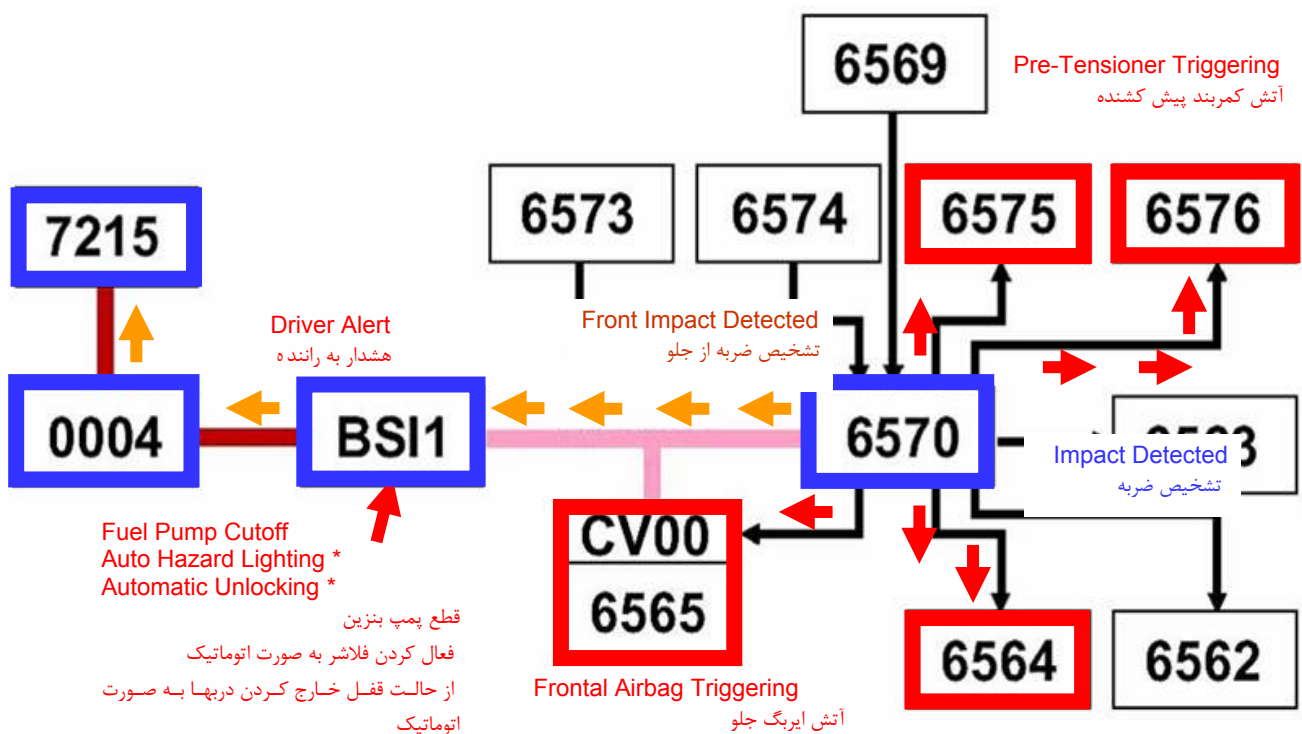 6569
Pre-Tensioner Triggering
آتش کمربند پیش کشنده
7215
6573
6574
6575
6576
Driver Alert
هشدار به راننده
Front Impact Detected
تشخیص ضربه از جلو
0004
BSI1
6570
Impact Detected
تشخیص ضربه
Fuel Pump Cutoff
Auto Hazard Lighting *
Automatic Unlocking *
قطع پمپ بنزین
فعال کردن فلاشر به صورت اتوماتیک
از حالت قفل خارج کردن دربها به صورت
اتوماتیک
CV00
6565
Frontal Airbag Triggering
آتش ایربگ جلو
6564
6562